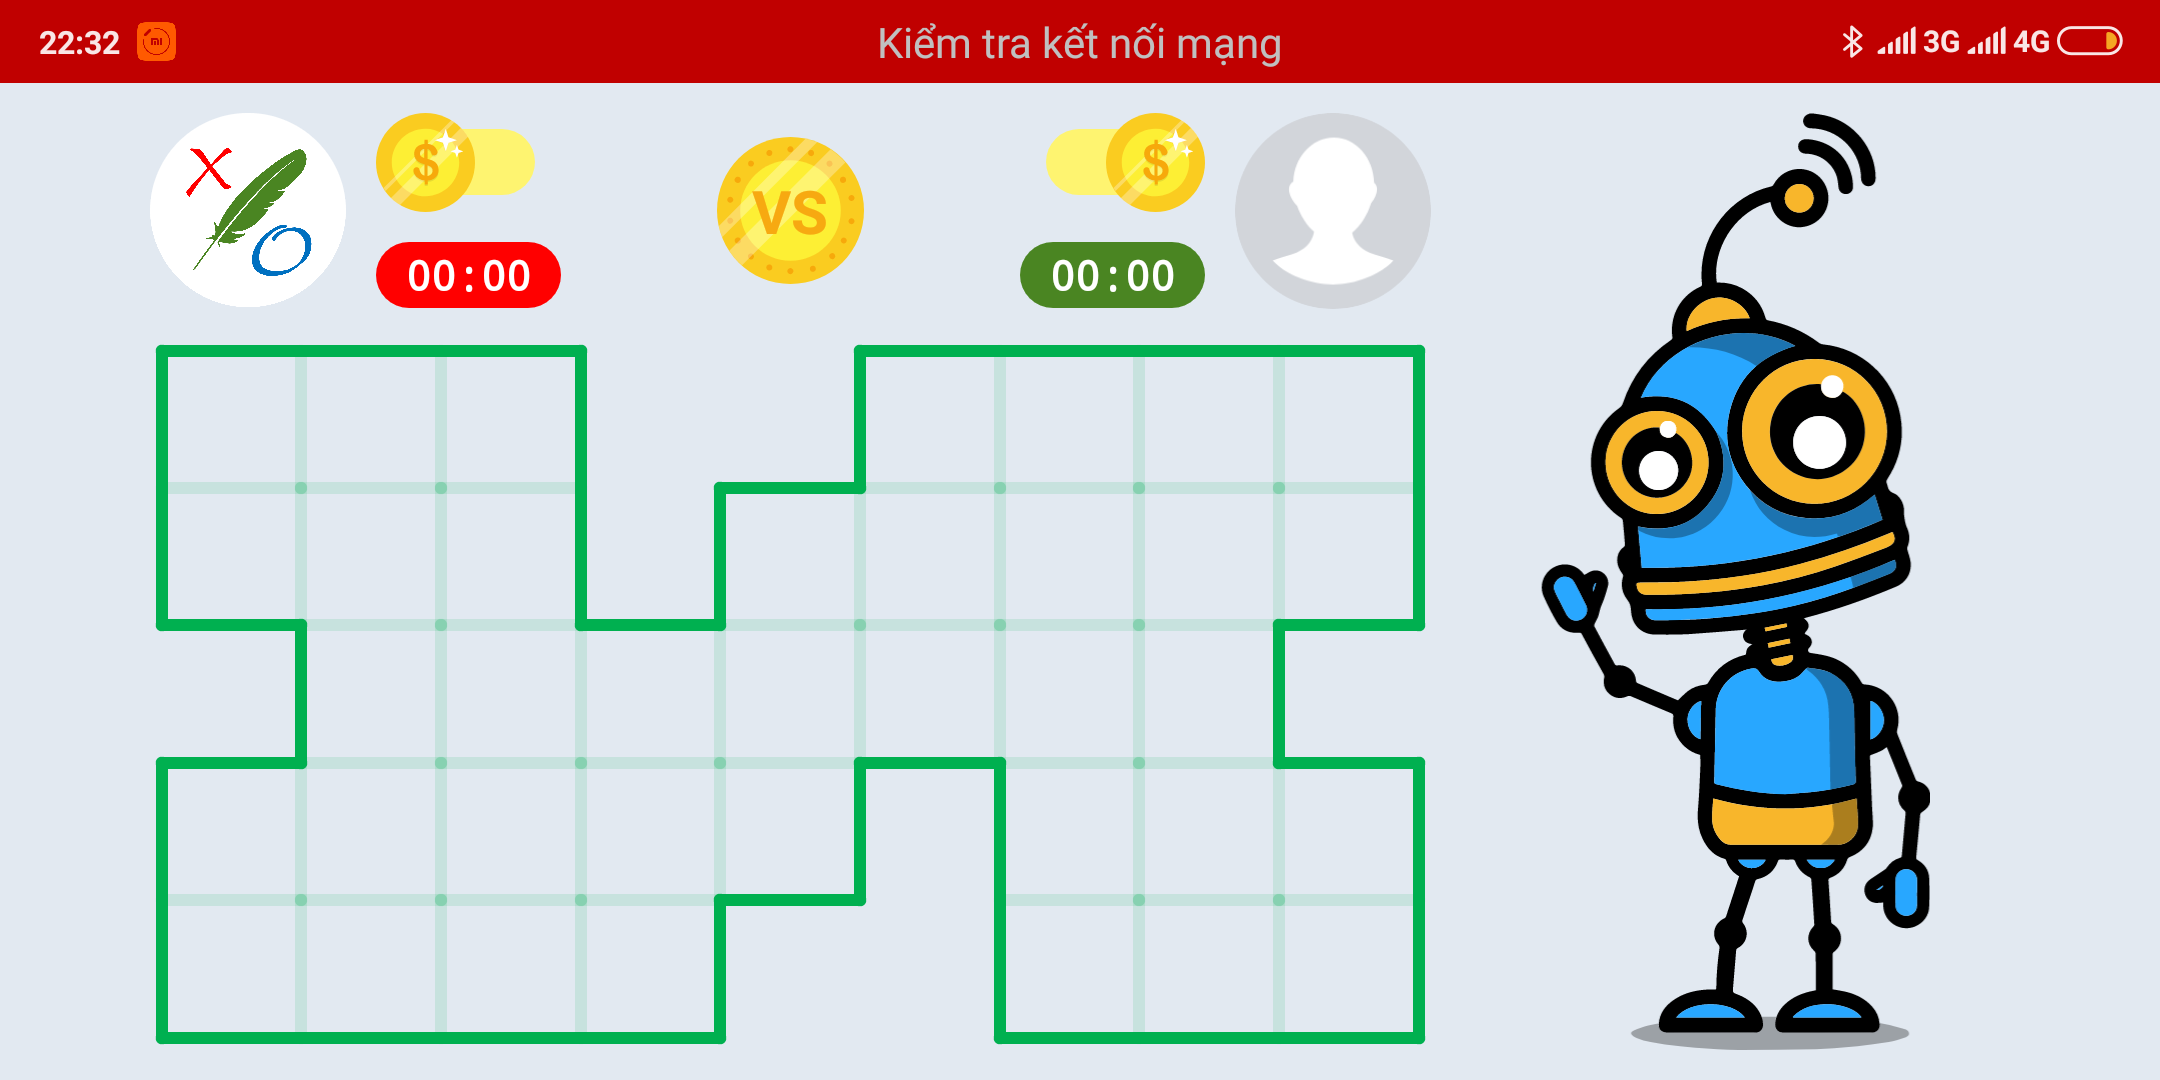 22:32
Kiểm tra kết nối mạng
3G 4G
$
VS
$
00:00
00:00